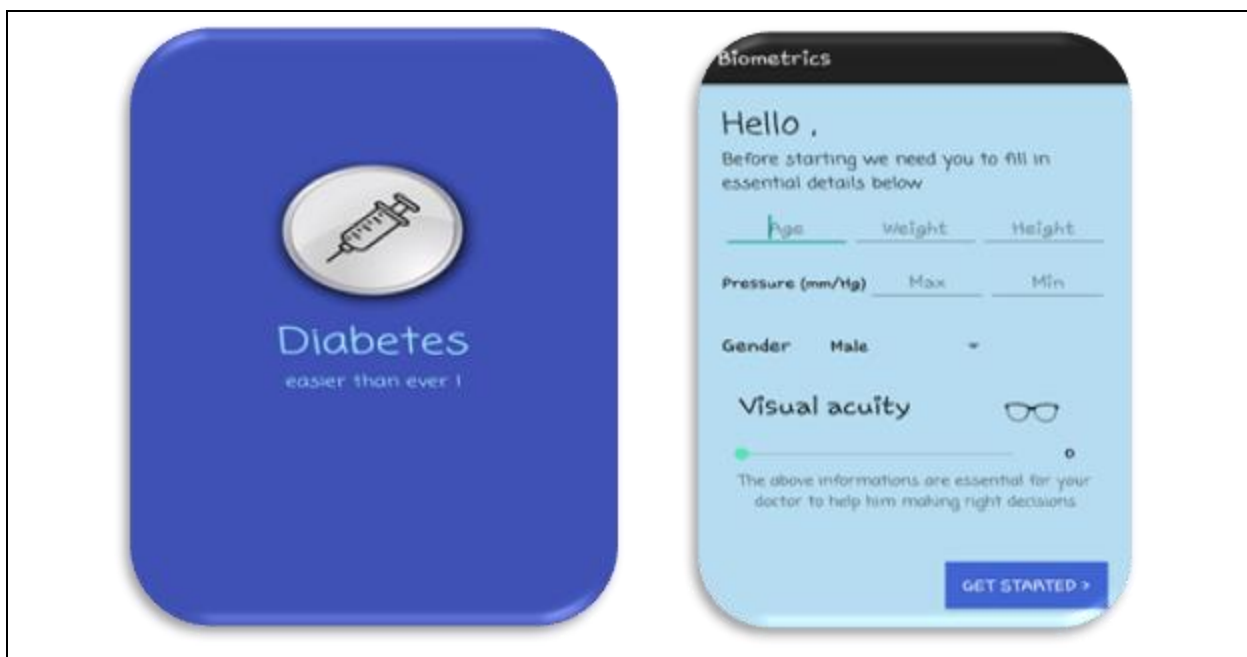 Diabetes
easier than ever !
Biometrics
Hello ,
Before starting we need you to fill in
essential details below
Age Weight Height
Pressure (mm/Hg) Max Min
Gender Male
Visual acuity
0
The above informations are essential for your
doctor to help him making right decisions
GET STARTED >